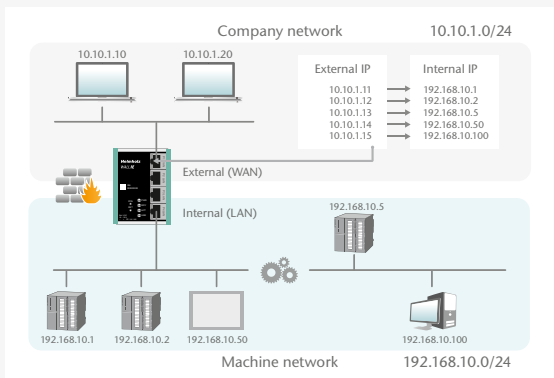 Company network 10.10.1.0/24
10.10.1.10 10.10.1.20
External IP Internal IP
10.10.1.11 192.168.10.1
10.10.1.12 192.168.10.2
10.10.1.13 192.168.10.5
10.10.1.14 192.168.10.50
10.10.1.15 192.168.10.100
Helmholz
WALL IE
External (WAN)
Internal (LAN)
192.168.10.5
192.168.10.1 192.168.10.2 192.168.10.50 192.168.10.100
Machine network 192.168.10.0/24